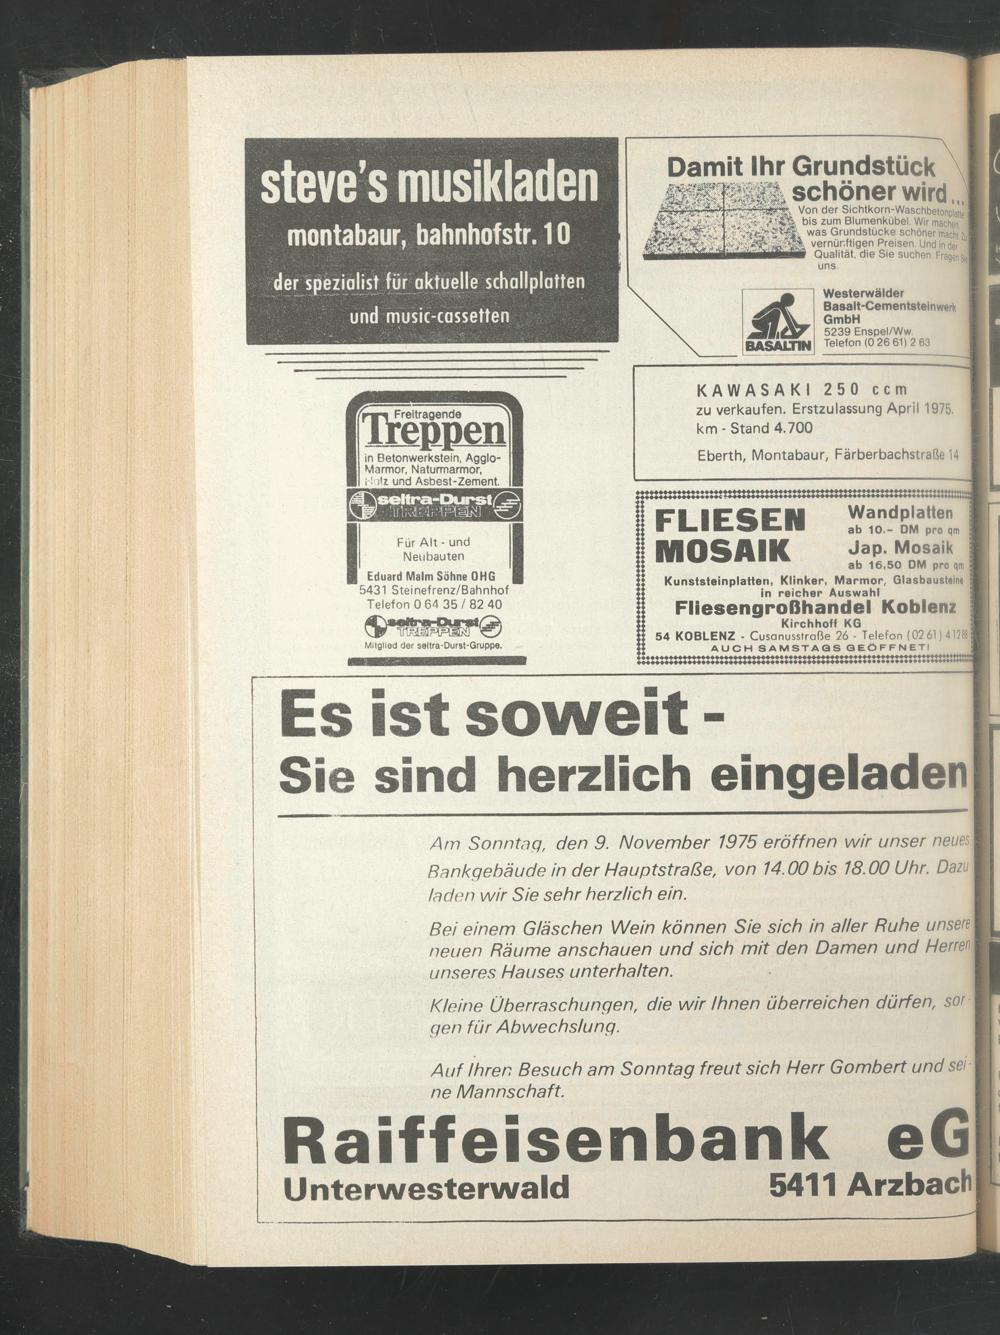 steve's musikladen
montabaur, bahnhofstr. 10
der spezialist für aktuelle schallplatten
und music-cassetten
Damit Ihr Grundstück
schöner wird...
Von der Sichtkorn-Waschbetonplatte
bis zum Blumenkübel. Wir machen,
was Grundstücke schöner macht. Zu
vernünftigen Preisen. Und in der
Qualität, die Sie suchen. Fragen Sie
uns.
BASALTIN
Westerwälder
Basalt-Cementsteinwerk
GmbH
5239 Enspel/Ww.
Telefon (0 26 61) 2 63
Freitragende
Treppen
in Betonwerkstein, Agglo-
Marmor, Naturmarmor,
Holz und Asbest-Zement.
seltra-Durst
TREPPEN
Für Alt - und
Neubauten
Eduard Malm Söhne OHG
5431 Steinefrenz/Bahnhof
Telefon 0 64 35 / 82 40
seltra-Durst
TREPPEN
Mitglied der seltra-Durst-Gruppe.
KAWASAKI 250 ccm
zu verkaufen. Erstzulassung April 1975.
km - Stand 4.700
Eberth, Montabaur, Färberbachstraße 14
FLIESEN
MOSAIK
Wandplatten
ab 10.- DM pro qm
Jap. Mosaik
ab 16,50 DM pro qm
Kunststeinplatten, Klinker, Marmor, Glasbausteine
in reicher Auswahl
Fliesengroßhandel Koblenz
Kirchhoff KG
54 KOBLENZ - Cusanusstraße 26 - Telefon (02 61) 4 12 88
AUCH SAMSTAGS GEÖFFNET!
Es ist soweit -
Sie sind herzlich eingeladen
Am Sonntag, den 9. November 1975 eröffnen wir unser neues
Bankgebäude in der Hauptstraße, von 14.00 bis 18.00 Uhr. Dazu
laden wir Sie sehr herzlich ein.
Bei einem Gläschen Wein können Sie sich in aller Ruhe unsere
neuen Räume anschauen und sich mit den Damen und Herren
unseres Hauses unterhalten.
Kleine Überraschungen, die wir Ihnen überreichen dürfen, sor-
gen für Abwechslung.
Auf Ihren Besuch am Sonntag freut sich Herr Gombert und sei-
ne Mannschaft.
Raiffeisenbank eG
Unterwesterwald 5411 Arzbach